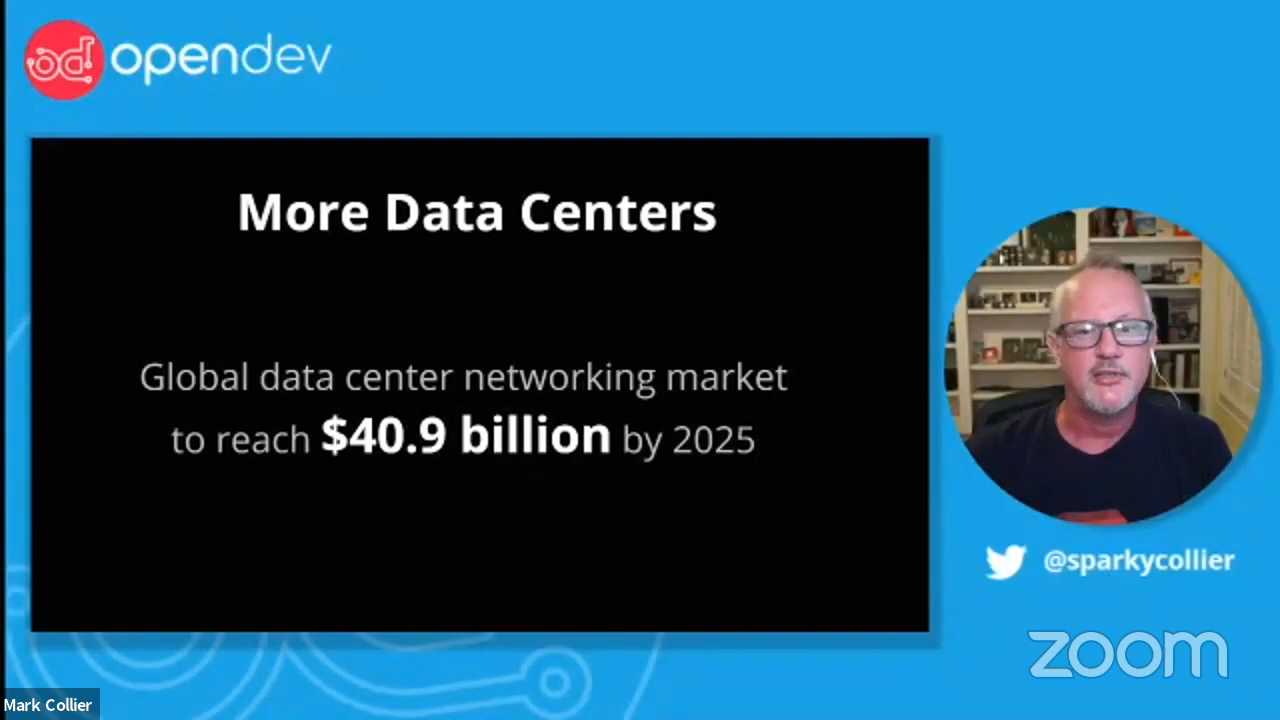 opendev
More Data Centers
Global data center networking market
to reach $40.9 billion by 2025
@sparkycollier
zoom
Mark Collier